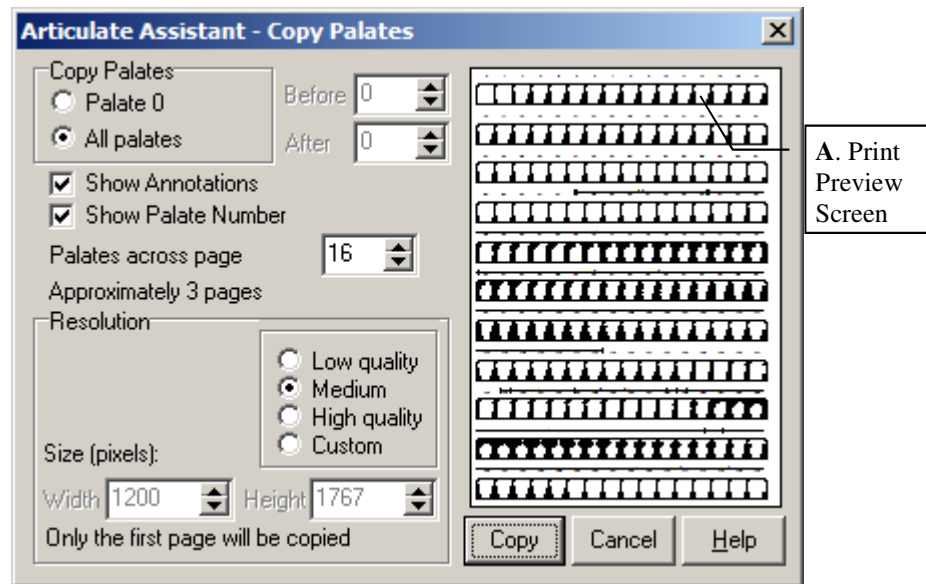 Articulate Assistant - Copy Palates
Copy Palates
Palate 0
All palates
Before 0
After 0
Show Annotations
Show Palate Number
Palates across page 16
Approximately 3 pages
Resolution
Low quality
Medium
High quality
Custom
Size (pixels):
Width 1200 Height 1767
Only the first page will be copied
Copy Cancel Help
A. Print
Preview
Screen